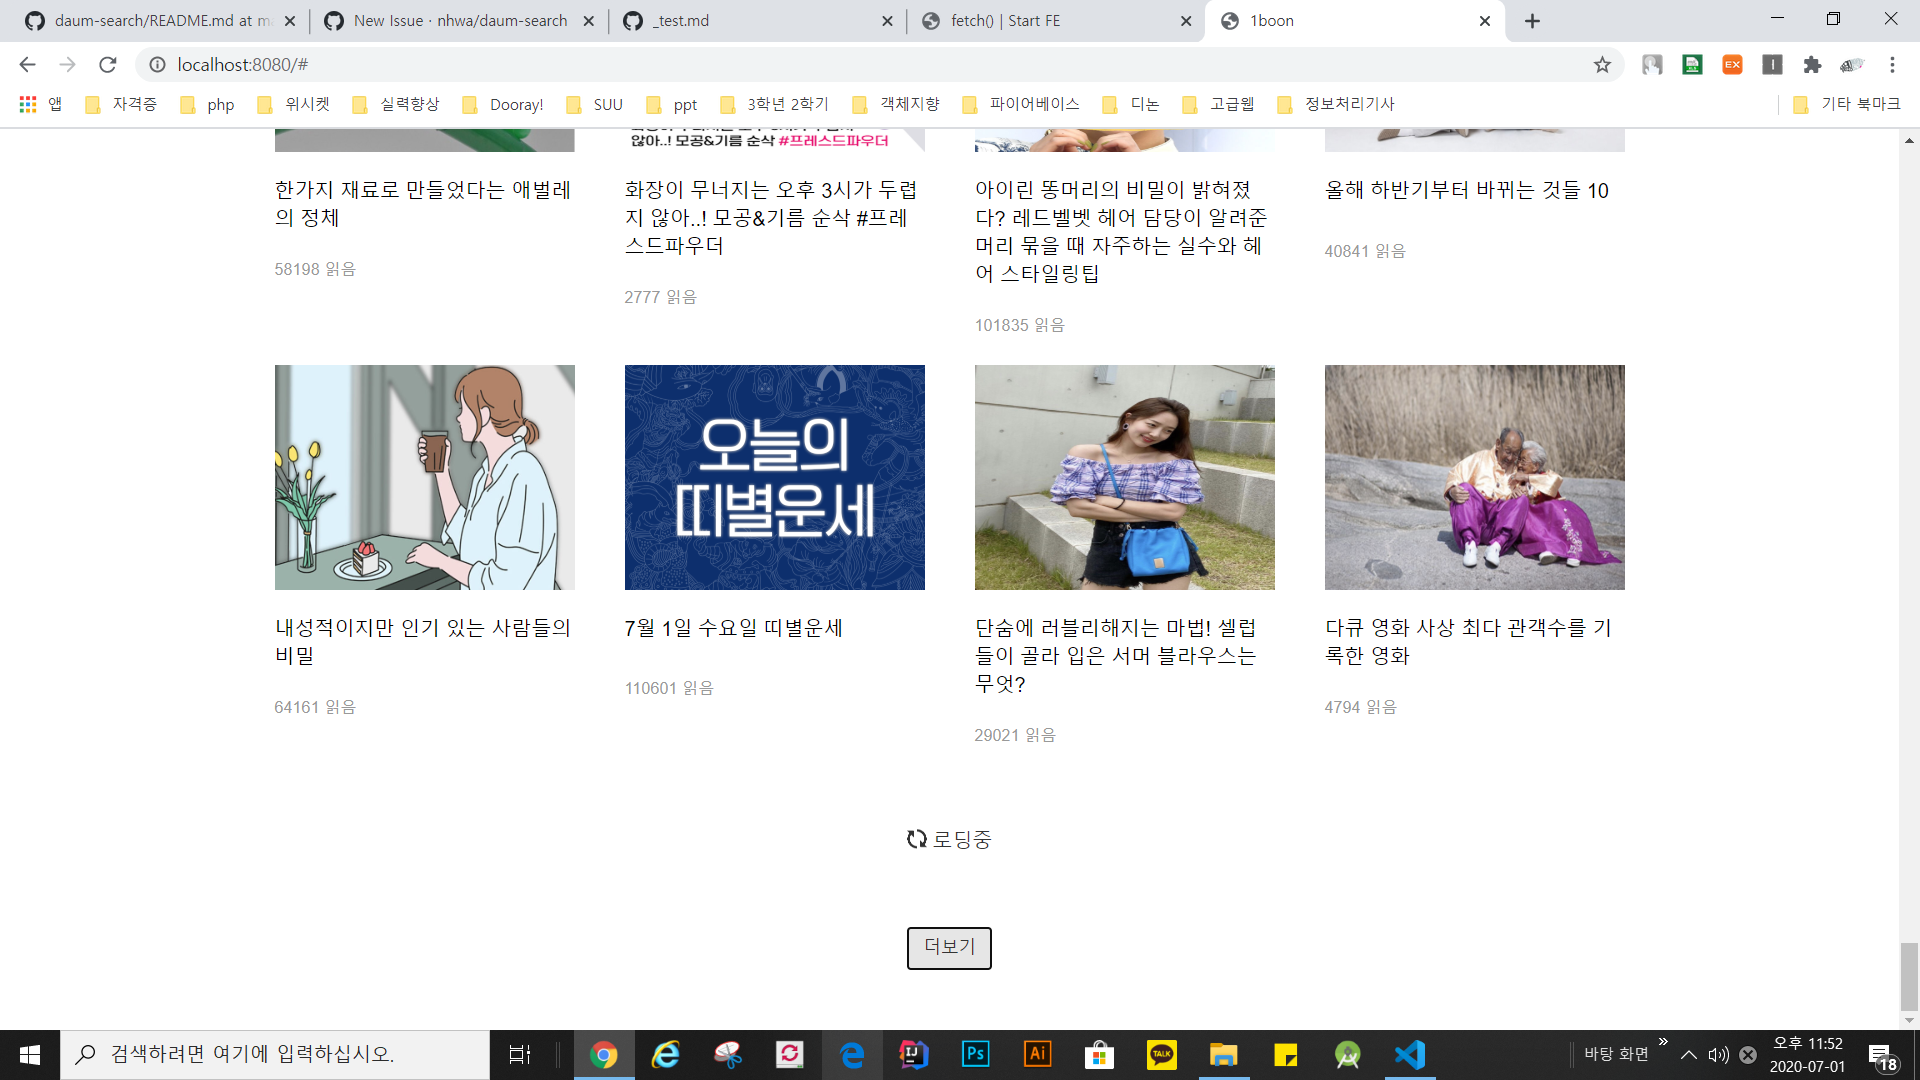 daum-search/README.md at ma
New Issue · nhwa/daum-search
_test.md
fetch() | Start FE
1boon
localhost:8080/#
앱
자격증
php
위시켓
실력향상
Dooray!
SUU
ppt
3학년 2학기
객체지향
파이어베이스
디논
고급웹
정보처리기사
기타 북마크
않아..! 모공&기름 순삭 #프레스드파우더
한가지 재료로 만들었다는 애벌레
의 정체
58198 읽음
화장이 무너지는 오후 3시가 두렵
지 않아..! 모공&기름 순삭 #프레
스드파우더
2777 읽음
아이린 똥머리의 비밀이 밝혀졌
다? 레드벨벳 헤어 담당이 알려준
머리 묶을 때 자주하는 실수와 헤
어 스타일링팁
101835 읽음
올해 하반기부터 바뀌는 것들 10
40841 읽음
오늘의
띠별운세
내성적이지만 인기 있는 사람들의
비밀
64161 읽음
7월 1일 수요일 띠별운세
110601 읽음
단숨에 러블리해지는 마법! 셀럽
들이 골라 입은 서머 블라우스는
무엇?
29021 읽음
다큐 영화 사상 최다 관객수를 기
록한 영화
4794 읽음
로딩중
더보기
검색하려면 여기에 입력하십시오.
IJ
Ps
Ai
TALK
바탕 화면
오후 11:52
2020-07-01
18